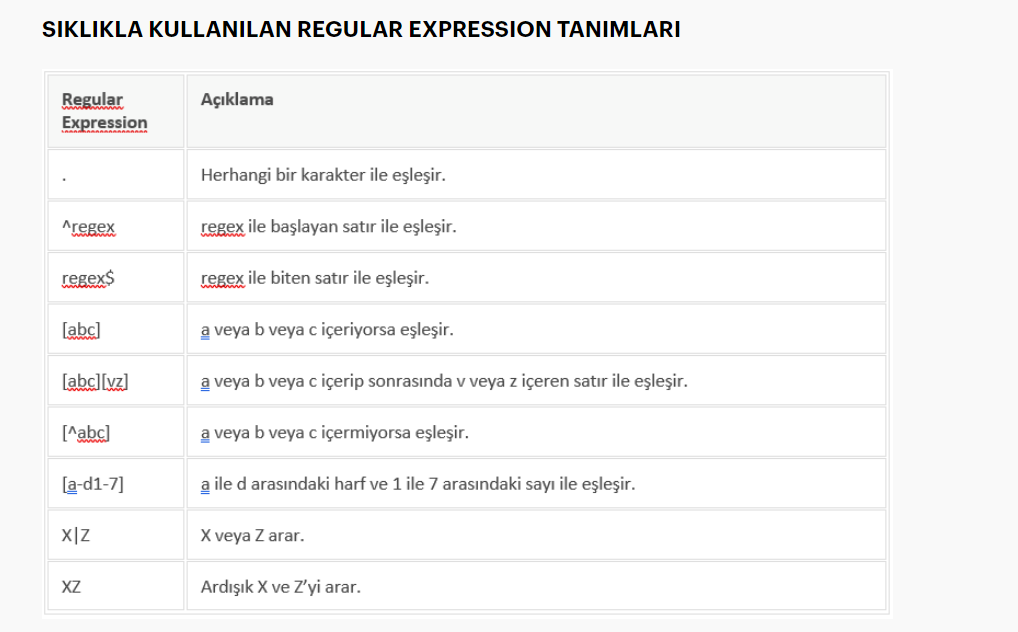 SIKLIKLA KULLANILAN REGULAR EXPRESSION TANIMLARI
Regular
Expression
Açıklama
.
Herhangi bir karakter ile eşleşir.
^regex
regex ile başlayan satır ile eşleşir.
regex$
regex ile biten satır ile eşleşir.
[abc]
a veya b veya c içeriyorsa eşleşir.
[abc][vz]
a veya b veya c içerip sonrasında v veya z içeren satır ile eşleşir.
[^abc]
a veya b veya c içermiyorsa eşleşir.
[a-d1-7]
a ile d arasındaki harf ve 1 ile 7 arasındaki sayı ile eşleşir.
X|Z
X veya Z arar.
XZ
Ardışık X ve Z’yi arar.